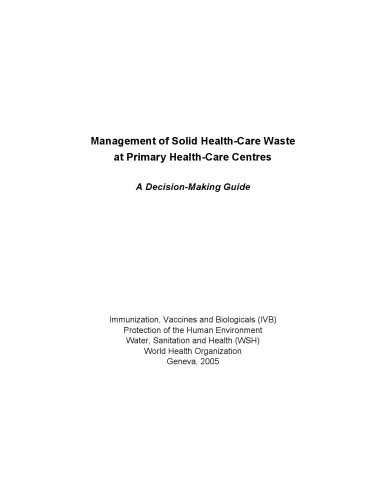 Management of Solid Health-Care Waste
at Primary Health-Care Centres
A Decision-Making Guide
Immunization, Vaccines and Biologicals (IVB)
Protection of the Human Environment
Water, Sanitation and Health (WSH)
World Health Organization
Geneva, 2005